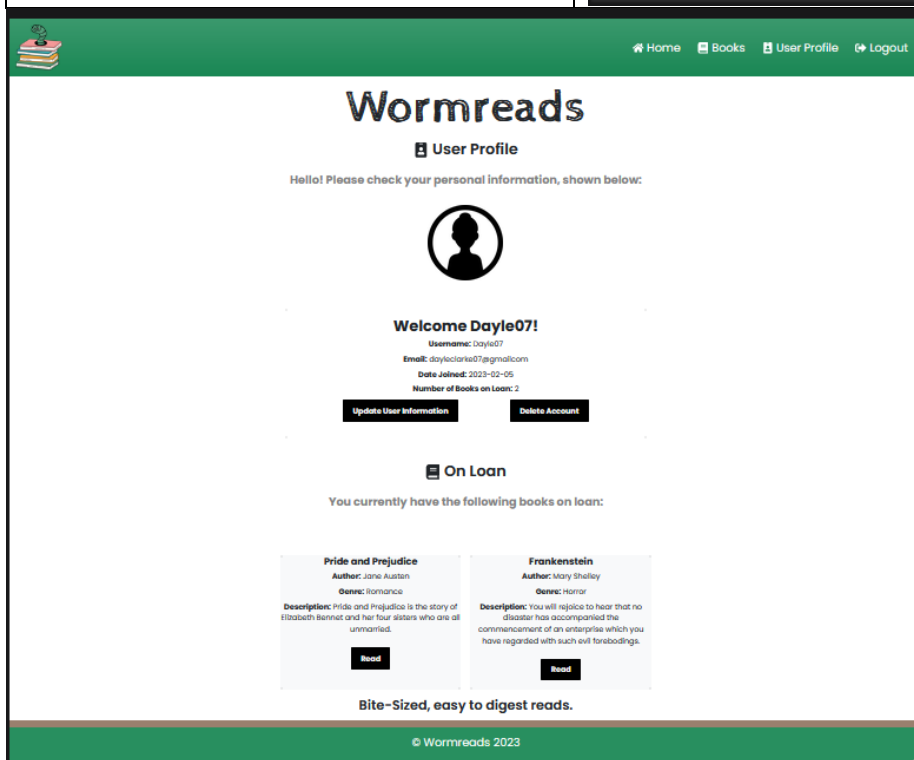 Home Books User Profile Logout
Wormreads
User Profile
Hello! Please check your personal information, shown below:
Welcome Dayle07!
Username: Dayle07
Email: dayleclarke07@gmailcom
Date Joined: 2023-02-05
Number of Books on Loan: 2
Update User Information Delete Account
On Loan
You currently have the following books on loan:
Pride and Prejudice
Author: Jane Austen
Genre: Romance
Description: Pride and Prejudice is the story of
Elizabeth Bennet and her four sisters who are all
unmarried.
Read
Frankenstein
Author: Mary Shelley
Genre: Horror
Description: You will rejoice to hear that no
disaster has accompanied the
commencement of an enterprise which you
have regarded with such evil forebodings.
Read
Bite-Sized, easy to digest reads.
© Wormreads 2023